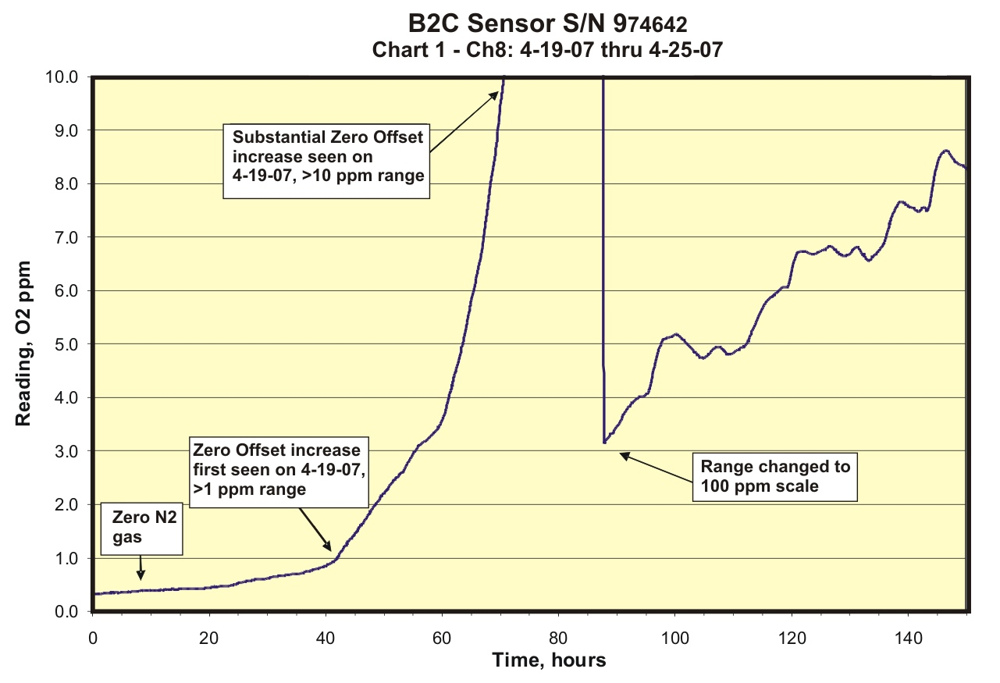 B2C Sensor S/N 974642
Chart 1 - Ch8: 4-19-07 thru 4-25-07
10.0
9.0
8.0
7.0
6.0
5.0
4.0
3.0
2.0
1.0
0.0
Reading, O2 ppm
Substantial Zero Offset
increase seen on
4-19-07, >10 ppm range
Zero Offset increase
first seen on 4-19-07,
>1 ppm range
Zero N2
gas
Range changed to
100 ppm scale
0 20 40 60 80 100 120 140
Time, hours